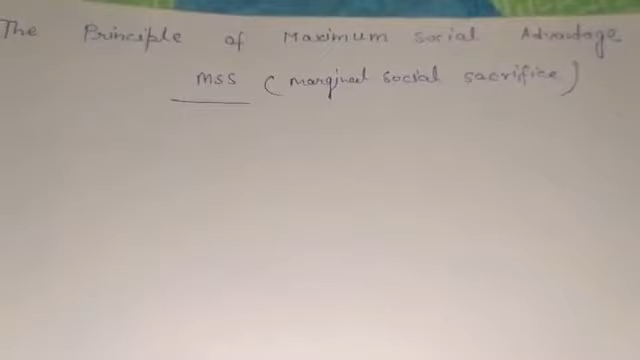 The Principle of Maximum social Advantage
MSS (marginal social sacrifice)